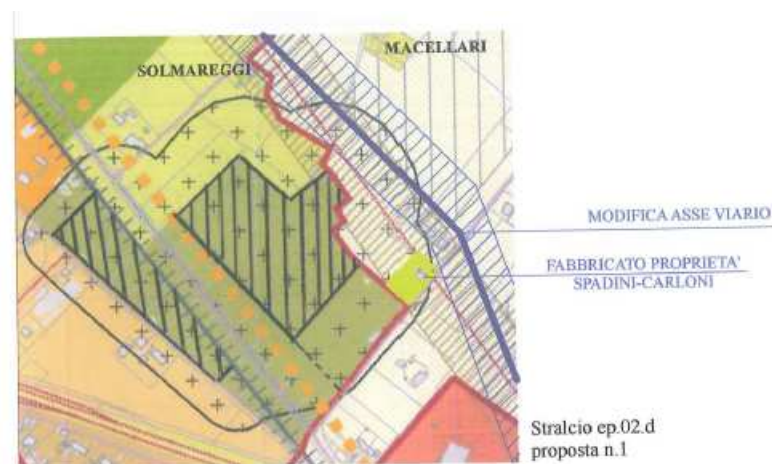 MACELLARI
SOLMAREGGI
MODIFICA ASSE VIARIO
FABBRICATO PROPRIETA'
SPADINI-CARLONI
Stralcio ep.02.d
proposta n.1